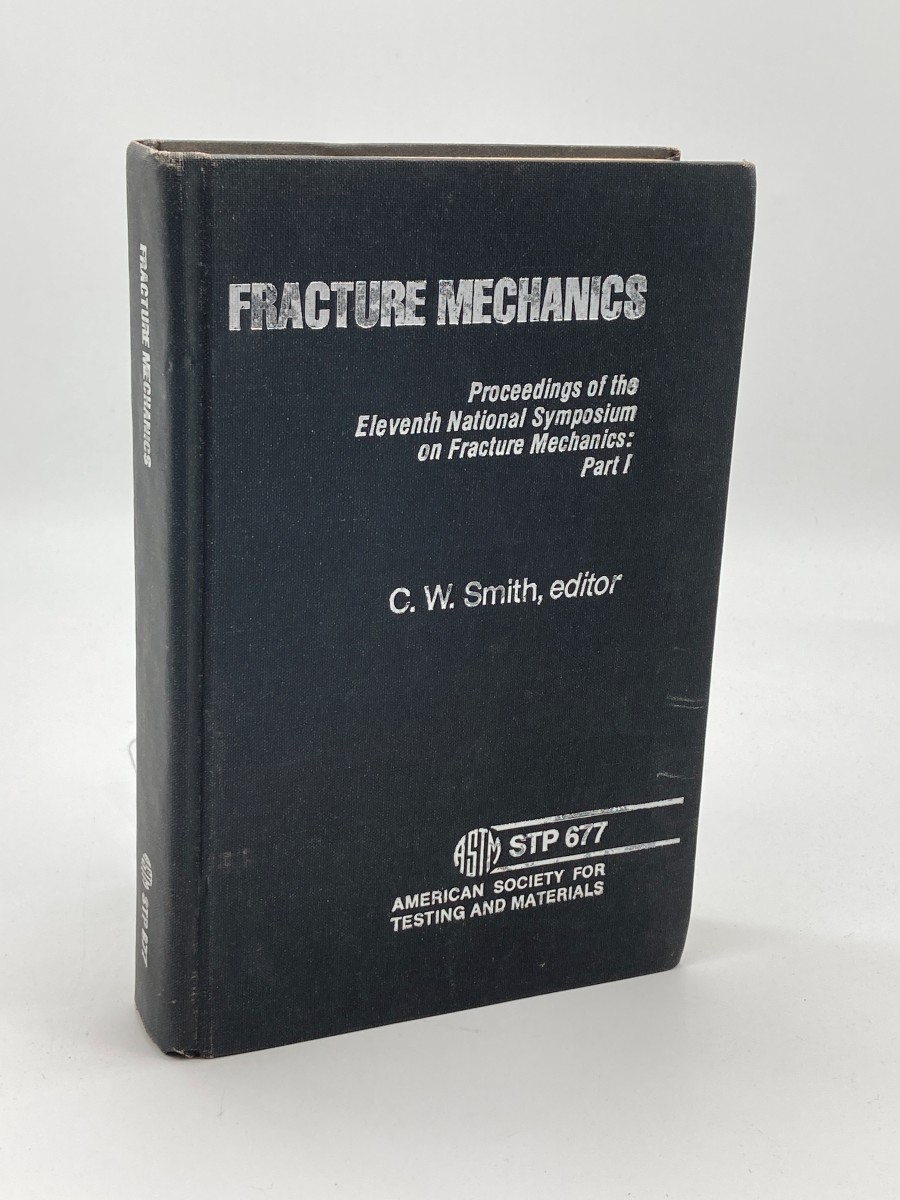 FRACTURE MECHANICS
Proceedings of the
Eleventh National Symposium
on Fracture Mechanics:
Part I
C. W. Smith, editor
ASTM STP 677
AMERICAN SOCIETY FOR
TESTING AND MATERIALS
FRACTURE MECHANICS
ASTM STP 677